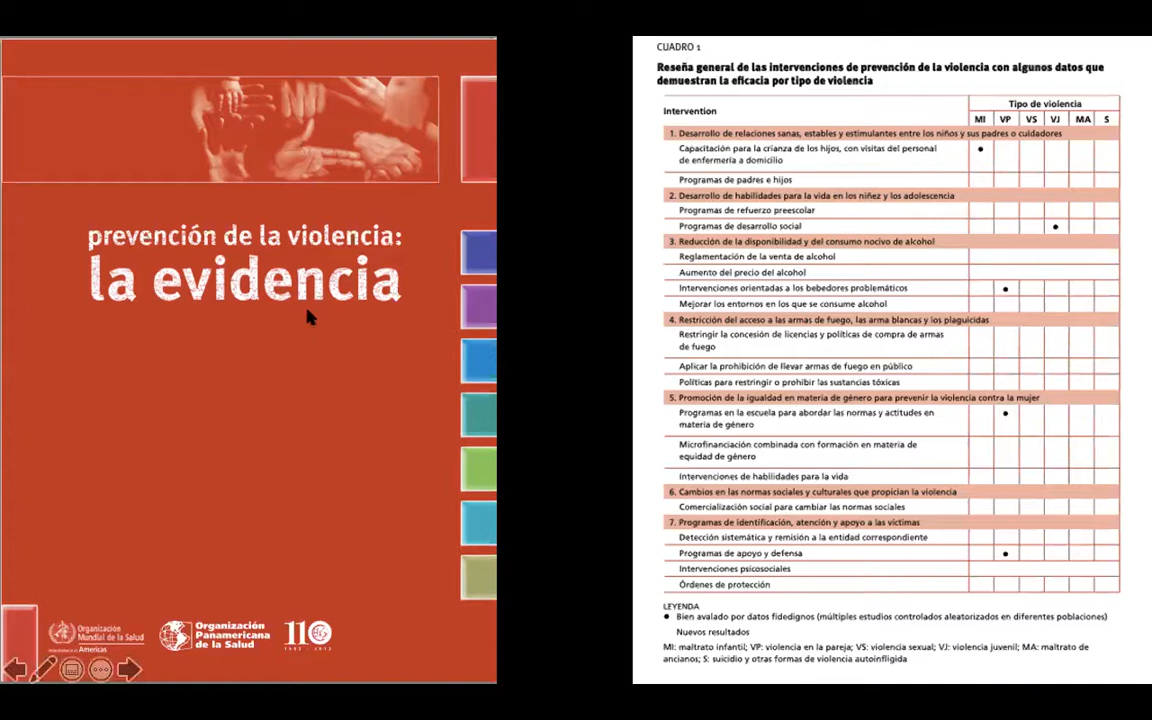 prevención de la violencia:
la evidencia
Organización
Mundial de la Salud
Americas
Organización
Panamericana
de la Salud
110
CUADRO 1
Reseña general de las intervenciones de prevención de la violencia con algunos datos que
demuestran la eficacia por tipo de violencia
Intervention
Tipo de violencia
MI VP VS VJ MA S
1. Desarrollo de relaciones sanas, estables y estimulantes entre los niños y sus padres o cuidadores
Capacitación para la crianza de los hijos, con visitas del personal
de enfermería a domicilio
Programas de padres e hijos
2. Desarrollo de habilidades para la vida en los niñez y los adolescencia
Programas de refuerzo preescolar
Programas de desarrollo social
3. Reducción de la disponibilidad y del consumo nocivo de alcohol
Reglamentación de la venta de alcohol
Aumento del precio del alcohol
Intervenciones orientadas a los bebedores problemáticos
Mejorar los entornos en los que se consume alcohol
4. Restricción del acceso a las armas de fuego, las arma blancas y los plaguicidas
Restringir la concesión de licencias y políticas de compra de armas
de fuego
Aplicar la prohibición de llevar armas de fuego en público
Políticas para restringir o prohibir las sustancias tóxicas
5. Promoción de la igualdad en materia de género para prevenir la violencia contra la mujer
Programas en la escuela para abordar las normas y actitudes en
materia de género
Microfinanciación combinada con formación en materia de
equidad de género
Intervenciones de habilidades para la vida
6. Cambios en las normas sociales y culturales que propician la violencia
Comercialización social para cambiar las normas sociales
7. Programas de identificación, atención y apoyo a las víctimas
Detección sistemática y remisión a la entidad correspondiente
Programas de apoyo y defensa
Intervenciones psicosociales
Órdenes de protección
LEYENDA
● Bien avalado por datos fidedignos (múltiples estudios controlados aleatorizados en diferentes poblaciones)
Nuevos resultados
MI: maltrato infantil; VP: violencia en la pareja; VS: violencia sexual; VJ: violencia juvenil; MA: maltrato de
ancianos; S: suicidio y otras formas de violencia autoinfligida